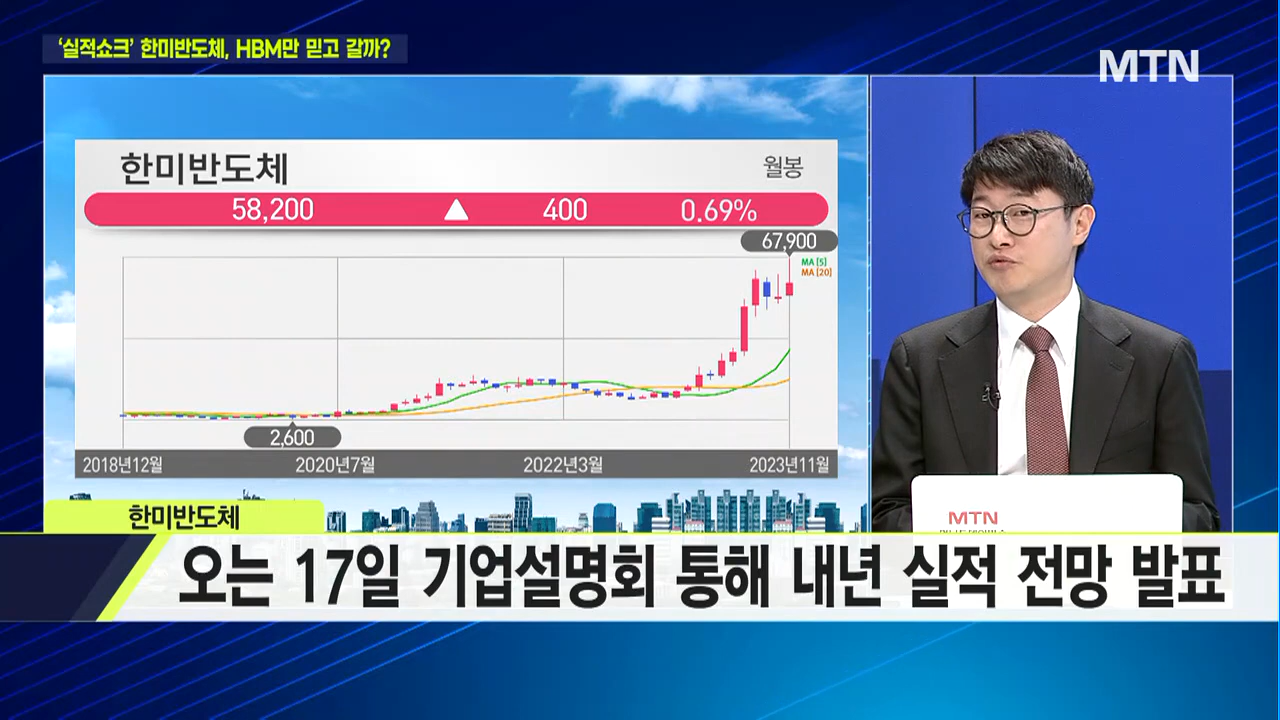 ‘실적쇼크’ 한미반도체, HBM만 믿고 갈까?
MTN
한미반도체
월봉
58,200 ▲ 400 0.69%
67,900
MA [5]
MA [20]
2,600
2018년12월 2020년7월 2022년3월 2023년11월
MTN
한미반도체
오는 17일 기업설명회 통해 내년 실적 전망 발표